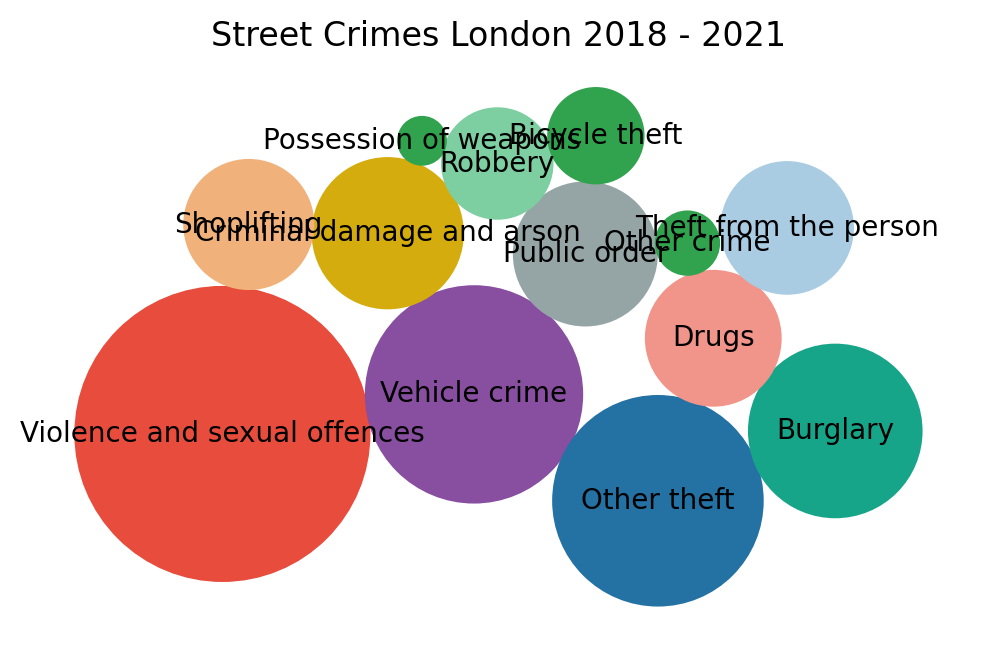 Street Crimes London 2018 - 2021
Bicycle theft
Possession of weapons
Robbery
Shoplifting
Criminal damage and arson
Theft from the person
Other crime
Public order
Drugs
Vehicle crime
Burglary
Violence and sexual offences
Other theft